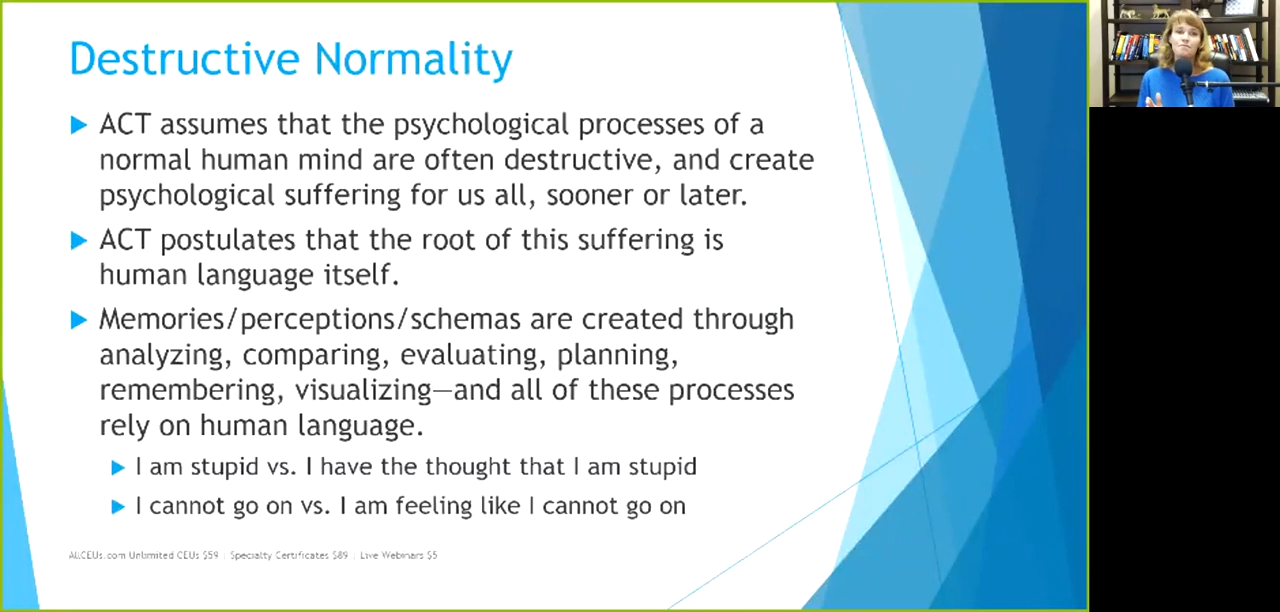 Destructive Normality
ACT assumes that the psychological processes of a
normal human mind are often destructive, and create
psychological suffering for us all, sooner or later.
ACT postulates that the root of this suffering is
human language itself.
Memories/perceptions/schemas are created through
analyzing, comparing, evaluating, planning,
remembering, visualizing—and all of these processes
rely on human language.
I am stupid vs. I have the thought that I am stupid
I cannot go on vs. I am feeling like I cannot go on
AllCEUs.com Unlimited CEUs $59 | Specialty Certificates $89 | Live Webinars $5